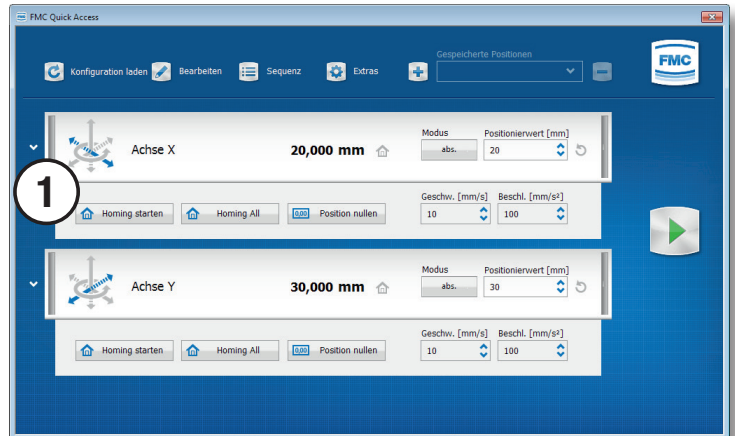 FMC Quick Access
Gespeicherte Positionen
Konfiguration laden Bearbeiten Sequenz Extras
FMC
Modus Positionierwert [mm]
Achse X 20,000 mm abs. 20
1
Geschw. [mm/s] Beschl. [mm/s²]
Homing starten Homing All 0,00 Position nullen 10 100
Modus Positionierwert [mm]
Achse Y 30,000 mm abs. 30
Geschw. [mm/s] Beschl. [mm/s²]
Homing starten Homing All 0,00 Position nullen 10 100